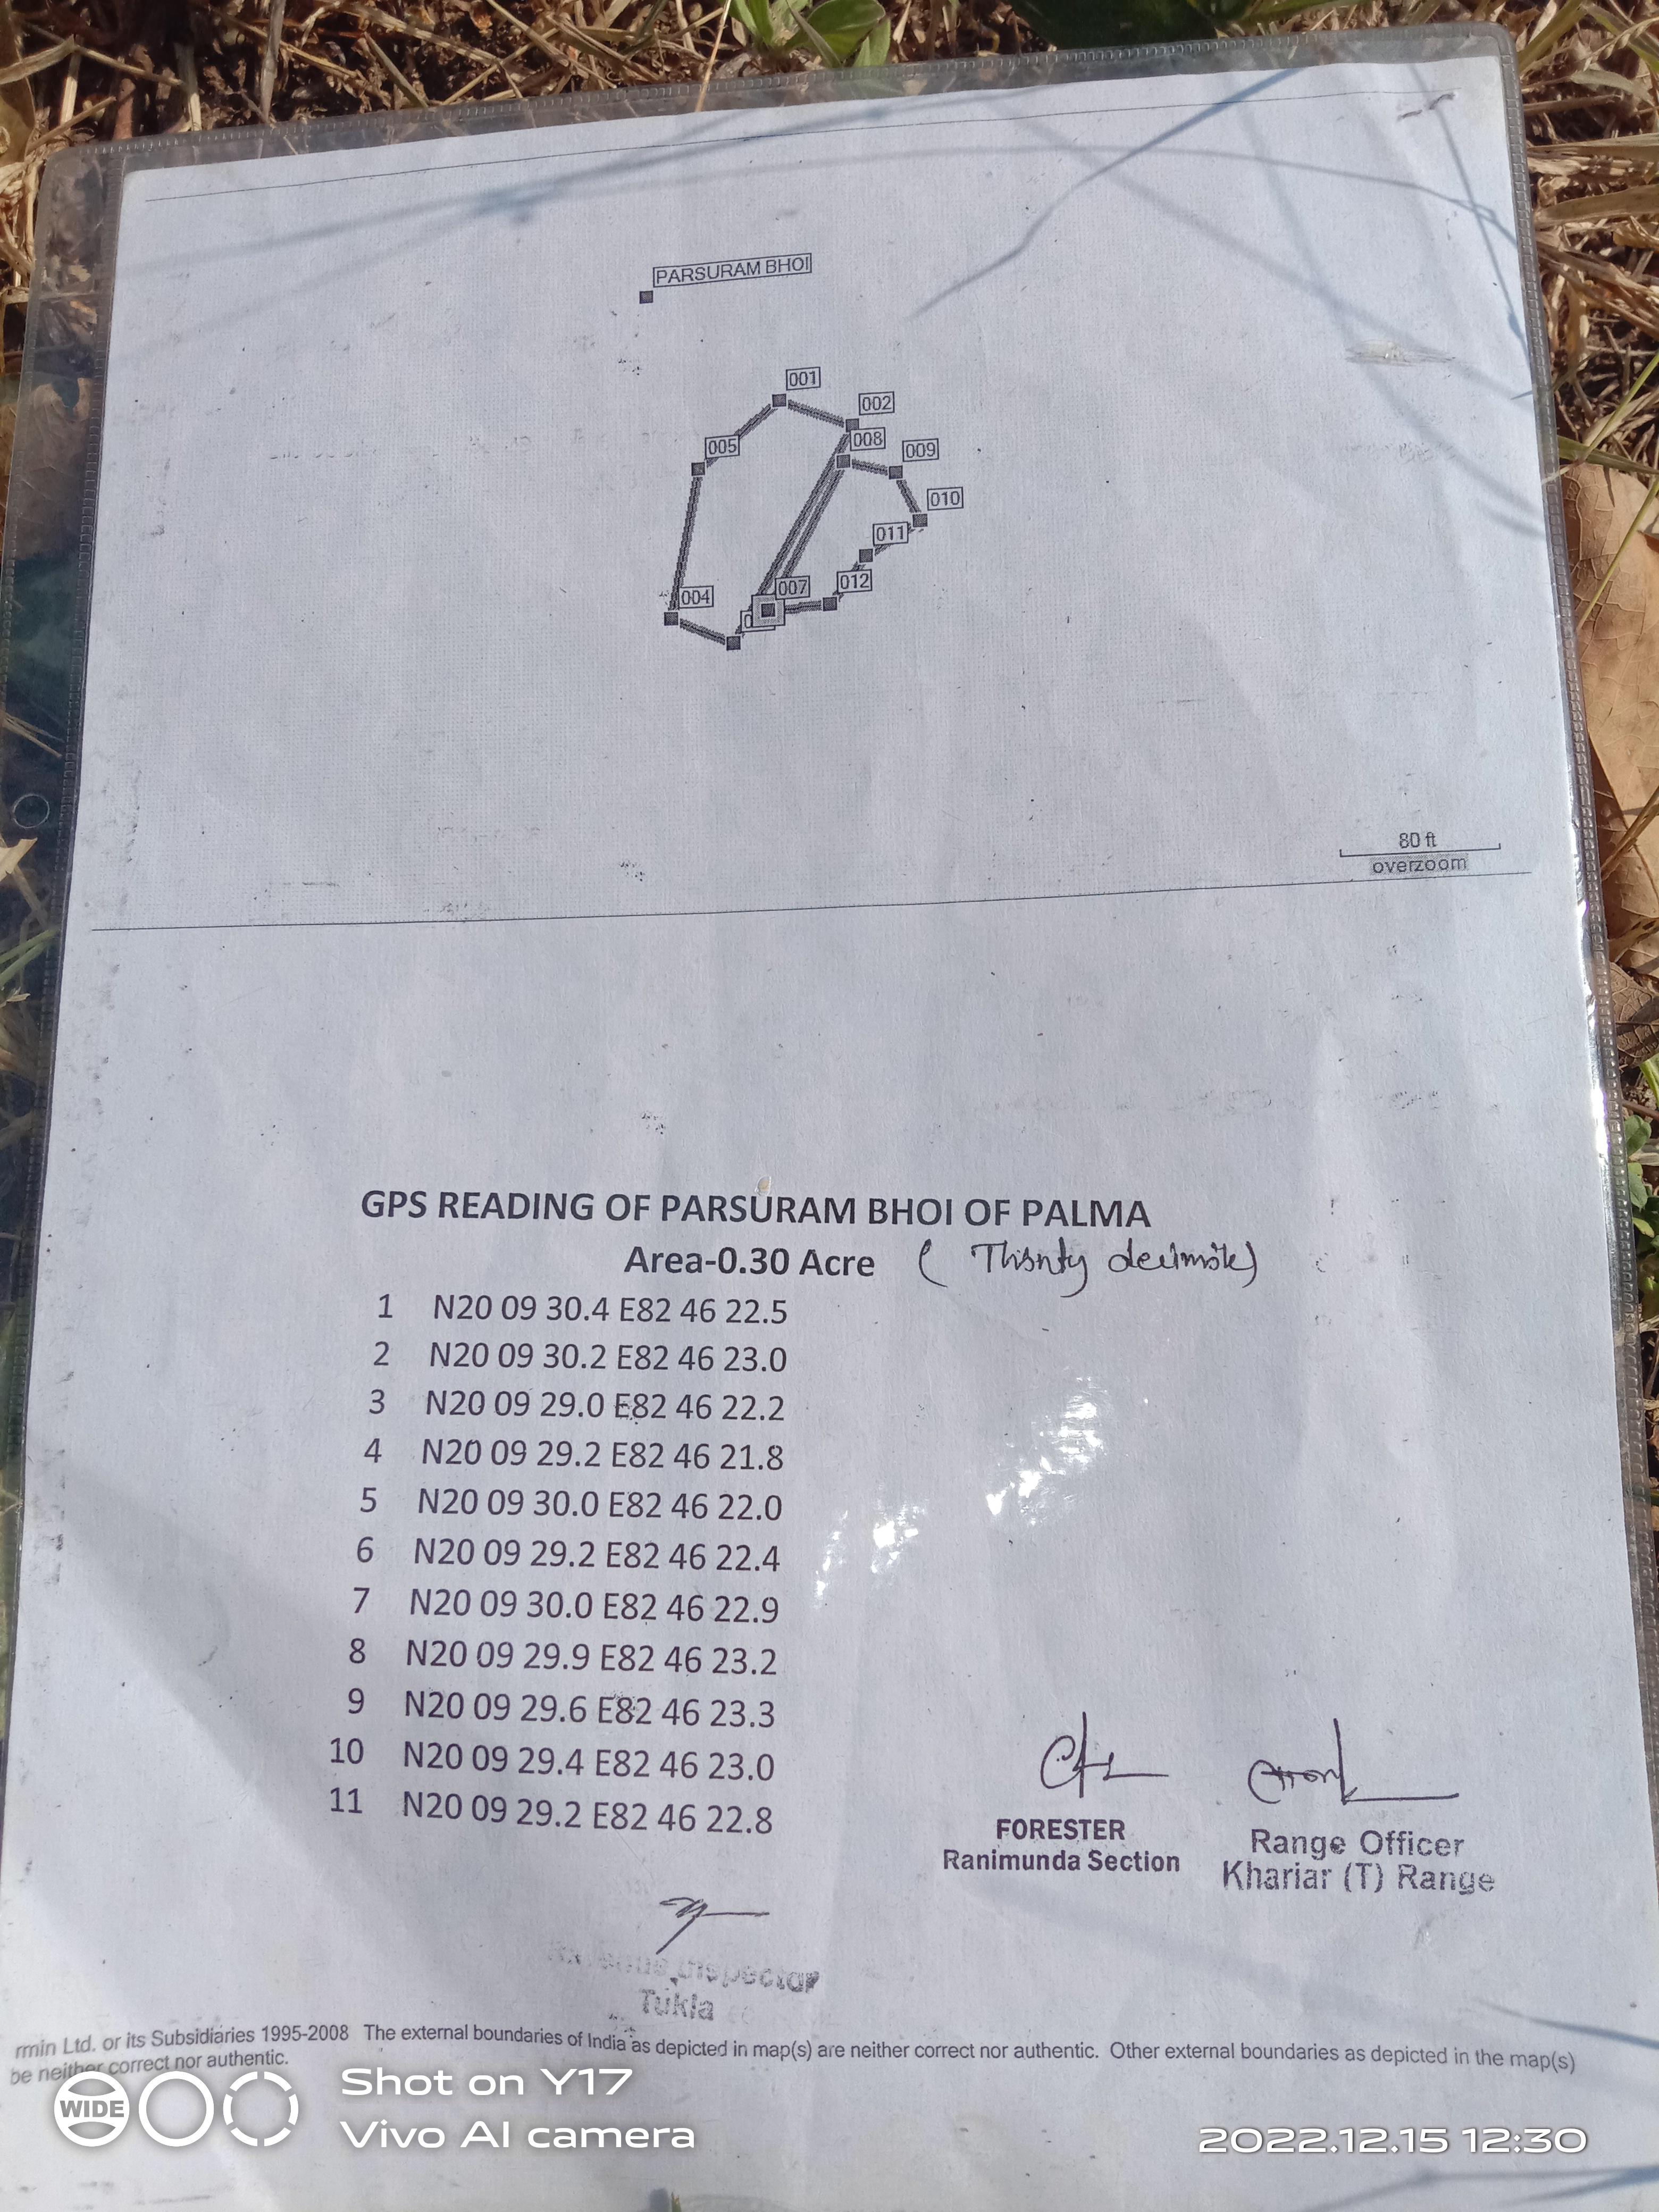 PARSURAM BHOI
001
002
008
005
009
010
011
012
004
007
80 ft
overzoom
GPS READING OF PARSURAM BHOI OF PALMA
Area-0.30 Acre ( Thisnty decimile)
1 N20 09 30.4 E82 46 22.5
2 N20 09 30.2 E82 46 23.0
3 N20 09 29.0 E82 46 22.2
4 N20 09 29.2 E82 46 21.8
5 N20 09 30.0 E82 46 22.0
6 N20 09 29.2 E82 46 22.4
7 N20 09 30.0 E82 46 22.9
8 N20 09 29.9 E82 46 23.2
9 N20 09 29.6 E82 46 23.3
10 N20 09 29.4 E82 46 23.0
11 N20 09 29.2 E82 46 22.8
FORESTER
Ranimunda Section
Range Officer
Khariar (T) Range
Inspector
Tukla
rmin Ltd. or its Subsidiaries 1995-2008 The external boundaries of India as depicted in map(s) are neither correct nor authentic. Other external boundaries as depicted in the map(s)
be neither correct nor authentic.
WIDE
Shot on Y17
Vivo AI camera
2022.12.15 12:30